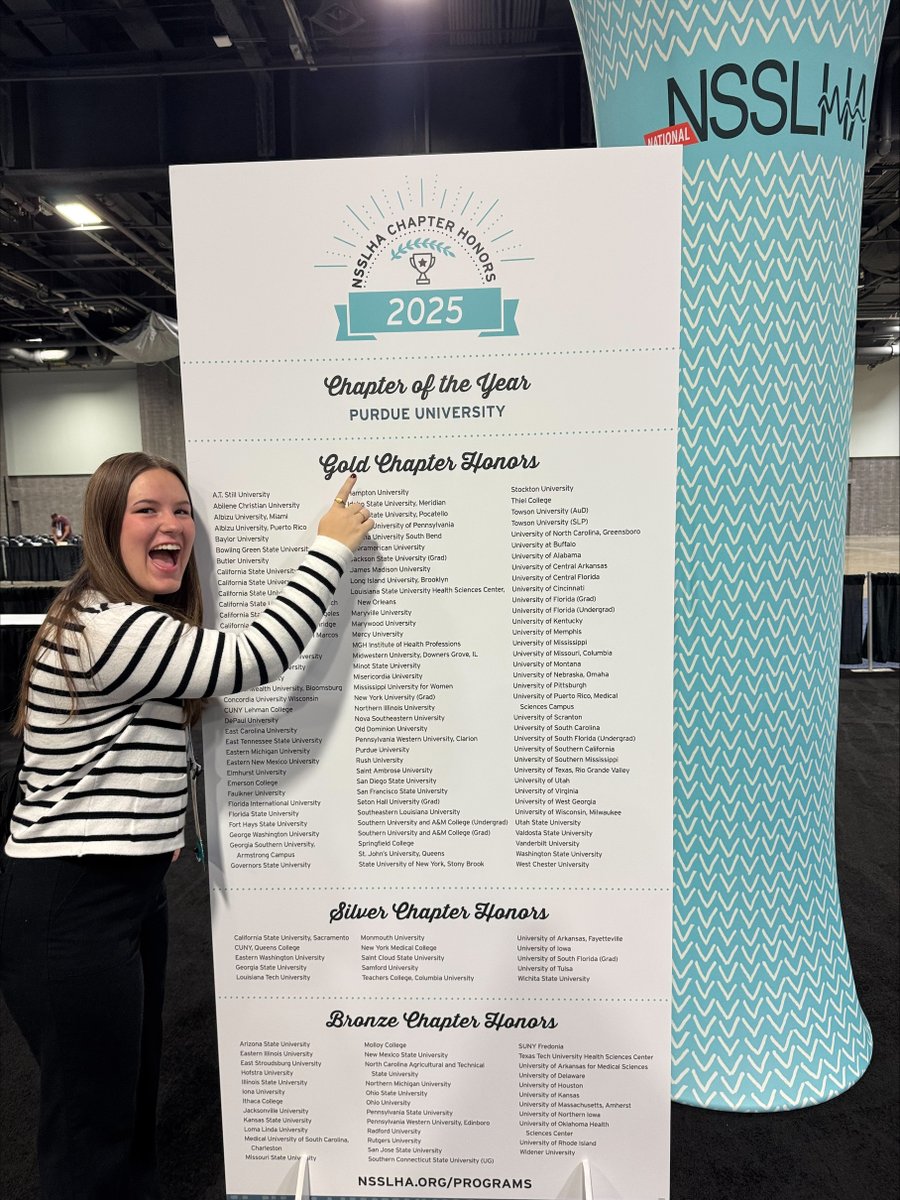 NATIONAL
NSSLHA
NSSLHA CHAPTER HONORS
2025
Chapter of the Year
PURDUE UNIVERSITY
Gold Chapter Honors
A.T. Still University
Abilene Christian University
Albizu University, Miami
Albizu University, Puerto Rico
Baylor University
Bowling Green State University
Butler University
California State
California State
California State
California State
Marcos
Bloomsburg
Concordia University Wisconsin
CUNY Lehman College
DePaul University
East Carolina University
East Tennessee State University
Eastern Michigan University
Eastern New Mexico University
Elmhurst University
Emerson College
Faulkner University
Florida International University
Florida State University
Fort Hays State University
George Washington University
Georgia Southern University,
Armstrong Campus
Governors State University
Hampton University
State University, Meridian
State University, Pocatello
University of Pennsylvania
University South Bend
University
Jackson State University (Grad)
James Madison University
Long Island University, Brooklyn
Louisiana State University Health Sciences Center,
New Orleans
Maryville University
Marywood University
Mercy University
MGH Institute of Health Professions
Midwestern University, Downers Grove, IL
Minot State University
Misericordia University
Mississippi University for Women
New York University (Grad)
Northern Illinois University
Nova Southeastern University
Old Dominion University
Pennsylvania Western University, Clarion
Purdue University
Rush University
Saint Ambrose University
San Diego State University
San Francisco State University
Seton Hall University (Grad)
Southeastern Louisiana University
Southern University and A&M College (Undergrad)
Southern University and A&M College (Grad)
Springfield College
St. John's University, Queens
State University of New York, Stony Brook
Stockton University
Thiel College
Towson University (AuD)
Towson University (SLP)
University of North Carolina, Greensboro
University at Buffalo
University of Alabama
University of Central Arkansas
University of Central Florida
University of Cincinnati
University of Florida (Grad)
University of Florida (Undergrad)
University of Kentucky
University of Memphis
University of Mississippi
University of Missouri, Columbia
University of Montana
University of Nebraska, Omaha
University of Pittsburgh
University of Puerto Rico, Medical
Sciences Campus
University of Scranton
University of South Carolina
University of South Florida (Undergrad)
University of Southern California
University of Southern Mississippi
University of Texas, Rio Grande Valley
University of Utah
University of Virginia
University of West Georgia
University of Wisconsin, Milwaukee
Utah State University
Valdosta State University
Vanderbilt University
Washington State University
West Chester University
Silver Chapter Honors
California State University, Sacramento
CUNY, Queens College
Eastern Washington University
Georgia State University
Louisiana Tech University
Monmouth University
New York Medical College
Saint Cloud State University
Samford University
Teachers College, Columbia University
University of Arkansas, Fayetteville
University of Iowa
University of South Florida (Grad)
University of Tulsa
Wichita State University
Bronze Chapter Honors
Arizona State University
Eastern Illinois University
East Stroudsburg University
Hofstra University
Illinois State University
Iona University
Ithaca College
Jacksonville University
Kansas State University
Loma Linda University
Medical University of South Carolina,
Charleston
Missouri State University
Molloy College
New Mexico State University
North Carolina Agricultural and Technical
State University
Northern Michigan University
Ohio State University
Ohio University
Pennsylvania State University
Pennsylvania Western University, Edinboro
Radford University
Rutgers University
San Jose State University
Southern Connecticut State University (UG)
SUNY Fredonia
Texas Tech University Health Sciences Center
University of Arkansas for Medical Sciences
University of Delaware
University of Houston
University of Kansas
University of Massachusetts, Amherst
University of Northern Iowa
University of Oklahoma Health
Sciences Center
University of Rhode Island
Widener University
NSSLHA.ORG/PROGRAMS